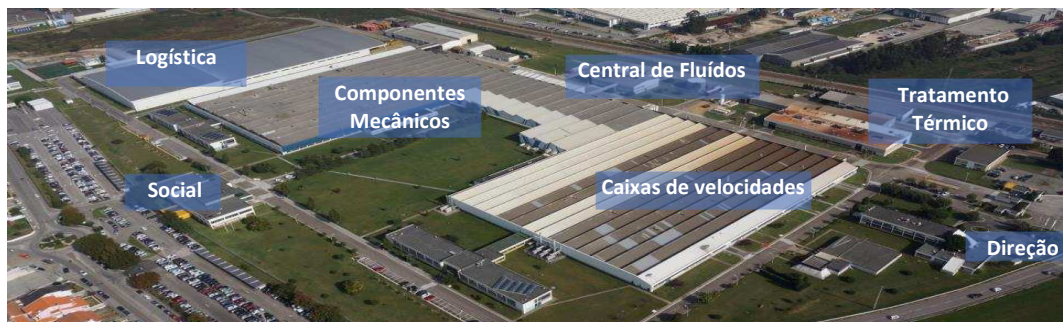 Logística
Central de Fluídos
Componentes
Mecânicos
Tratamento
Térmico
Social
Caixas de velocidades
Direção